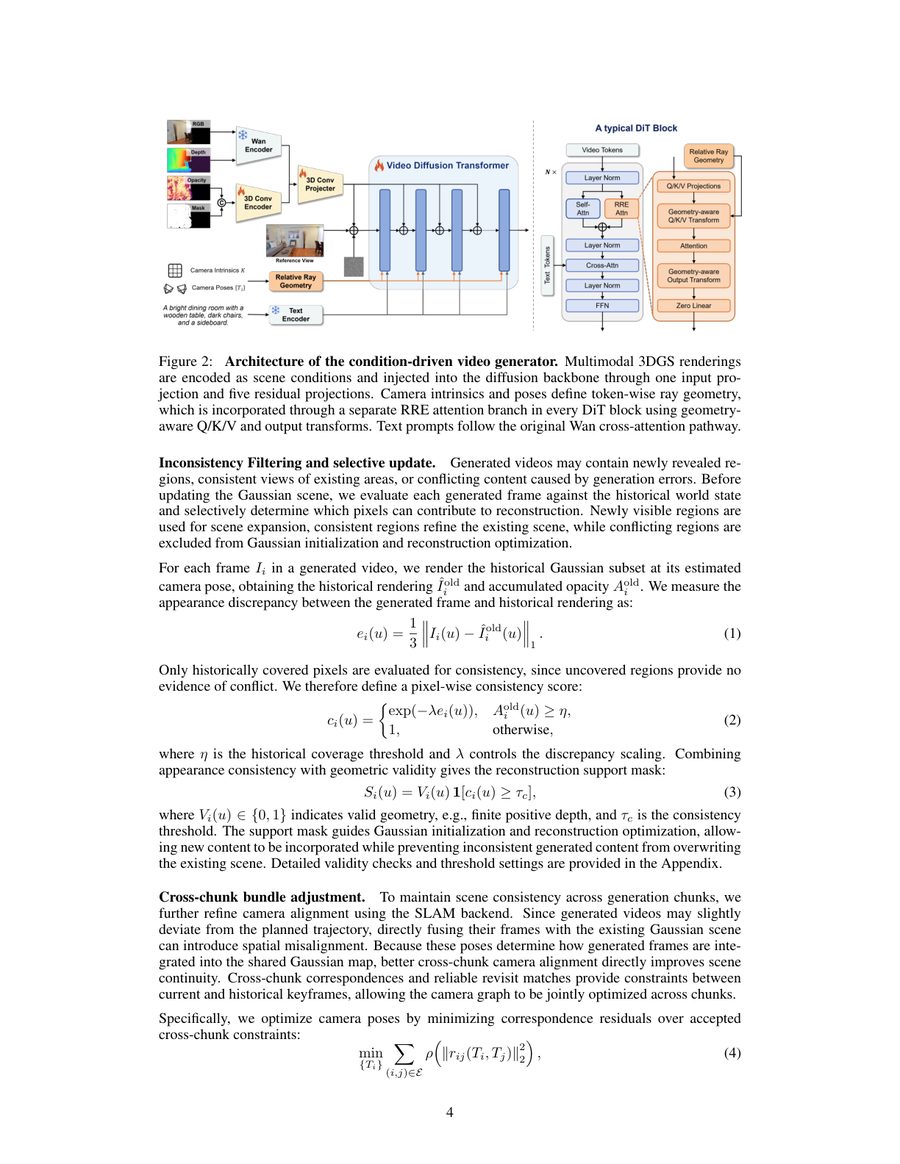 RGB
Depth
Opacity
Mask
Wan
Encoder
3D Conv
Encoder
C
3D Conv
Projecter
Video Diffusion Transformer
Reference View
Camera Intrinsics K
Camera Poses {Tᵢ}
Relative Ray
Geometry
A bright dining room with a
wooden table, dark chairs,
and a sideboard.
Text
Encoder
A typical DiT Block
Video Tokens
N ×
Layer Norm
Self-
Attn
RRE
Attn
Layer Norm
Cross-Attn
Layer Norm
FFN
Text Tokens
Relative Ray
Geometry
Q/K/V Projections
Geometry-aware
Q/K/V Transform
Attention
Geometry-aware
Output Transform
Zero Linear
Figure 2: Architecture of the condition-driven video generator. Multimodal 3DGS renderings
are encoded as scene conditions and injected into the diffusion backbone through one input pro-
jection and five residual projections. Camera intrinsics and poses define token-wise ray geometry,
which is incorporated through a separate RRE attention branch in every DiT block using geometry-
aware Q/K/V and output transforms. Text prompts follow the original Wan cross-attention pathway.
Inconsistency Filtering and selective update. Generated videos may contain newly revealed re-
gions, consistent views of existing areas, or conflicting content caused by generation errors. Before
updating the Gaussian scene, we evaluate each generated frame against the historical world state
and selectively determine which pixels can contribute to reconstruction. Newly visible regions are
used for scene expansion, consistent regions refine the existing scene, while conflicting regions are
excluded from Gaussian initialization and reconstruction optimization.
For each frame Iᵢ in a generated video, we render the historical Gaussian subset at its estimated
camera pose, obtaining the historical rendering Îᵢ^old and accumulated opacity Aᵢ^old. We measure the
appearance discrepancy between the generated frame and historical rendering as:
eᵢ(u) = 1/3 ‖Iᵢ(u) − Îᵢ^old(u)‖₁ . (1)
Only historically covered pixels are evaluated for consistency, since uncovered regions provide no
evidence of conflict. We therefore define a pixel-wise consistency score:
cᵢ(u) = { exp(−λeᵢ(u)), Aᵢ^old(u) ≥ η,
1, otherwise, (2)
where η is the historical coverage threshold and λ controls the discrepancy scaling. Combining
appearance consistency with geometric validity gives the reconstruction support mask:
Sᵢ(u) = Vᵢ(u) 1[cᵢ(u) ≥ τ_c], (3)
where Vᵢ(u) ∈ {0, 1} indicates valid geometry, e.g., finite positive depth, and τ_c is the consistency
threshold. The support mask guides Gaussian initialization and reconstruction optimization, allow-
ing new content to be incorporated while preventing inconsistent generated content from overwriting
the existing scene. Detailed validity checks and threshold settings are provided in the Appendix.
Cross-chunk bundle adjustment. To maintain scene consistency across generation chunks, we
further refine camera alignment using the SLAM backend. Since generated videos may slightly
deviate from the planned trajectory, directly fusing their frames with the existing Gaussian scene
can introduce spatial misalignment. Because these poses determine how generated frames are inte-
grated into the shared Gaussian map, better cross-chunk camera alignment directly improves scene
continuity. Cross-chunk correspondences and reliable revisit matches provide constraints between
current and historical keyframes, allowing the camera graph to be jointly optimized across chunks.
Specifically, we optimize camera poses by minimizing correspondence residuals over accepted
cross-chunk constraints:
min_{Tᵢ} ∑_(i,j)∈ℰ ρ(‖r_ij(Tᵢ, Tⱼ)‖₂²) , (4)
4